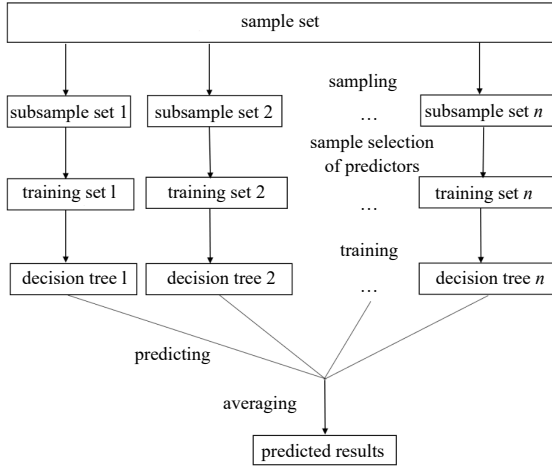 sample set
sampling
subsample set 1
subsample set 2
...
subsample set n
sample selection
of predictors
training set 1
training set 2
...
training set n
training
decision tree 1
decision tree 2
...
decision tree n
predicting
averaging
predicted results